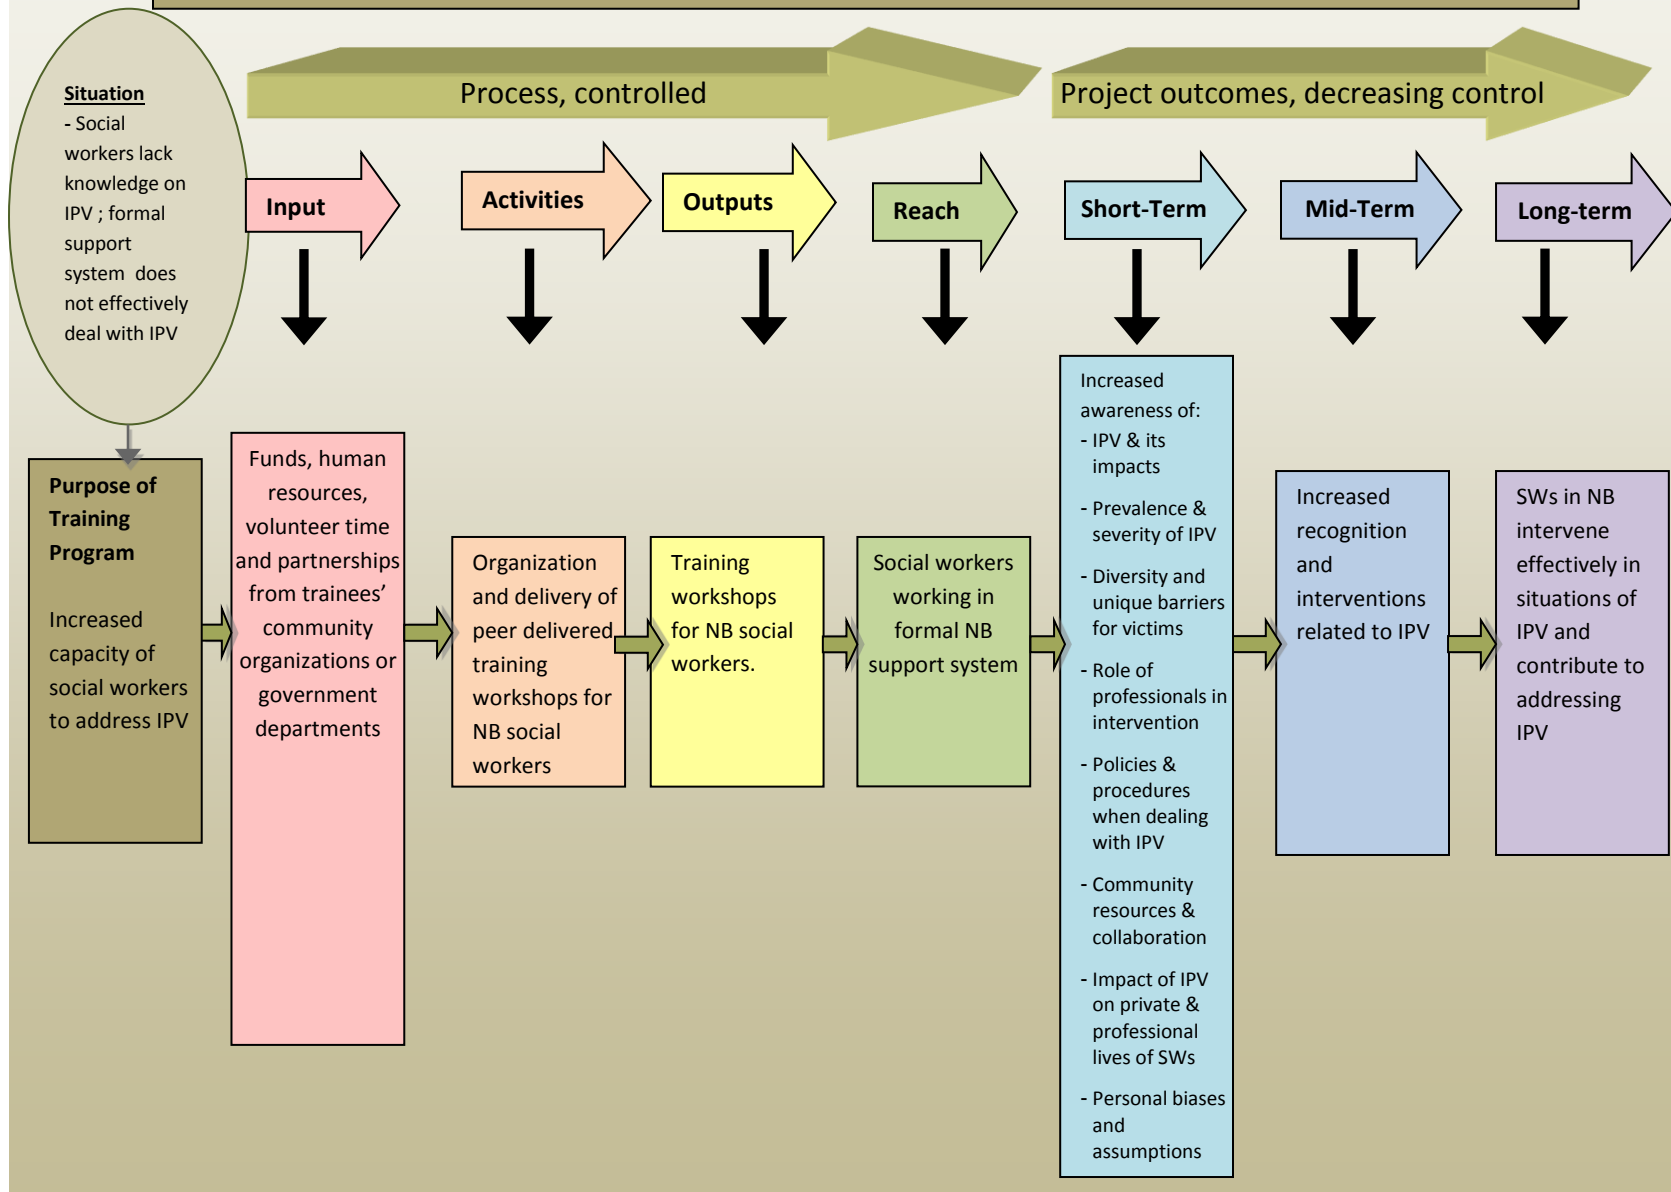 Situation
- Social
workers lack
knowledge on
IPV ; formal
support
system does
not effectively
deal with IPV
Process, controlled
Project outcomes, decreasing control
Input
Activities
Outputs
Reach
Short-Term
Mid-Term
Long-term
Purpose of
Training
Program
Increased
capacity of
social workers
to address IPV
Funds, human
resources,
volunteer time
and partnerships
from trainees’
community
organizations or
government
departments
Organization
and delivery of
peer delivered
training
workshops for
NB social
workers
Training
workshops
for NB social
workers.
Social workers
working in
formal NB
support system
Increased
awareness of:
- IPV & its
impacts
- Prevalence &
severity of IPV
- Diversity and
unique barriers
for victims
- Role of
professionals in
intervention
- Policies &
procedures
when dealing
with IPV
- Community
resources &
collaboration
- Impact of IPV
on private &
professional
lives of SWs
- Personal biases
and
assumptions
Increased
recognition
and
interventions
related to IPV
SWs in NB
intervene
effectively in
situations of
IPV and
contribute to
addressing
IPV